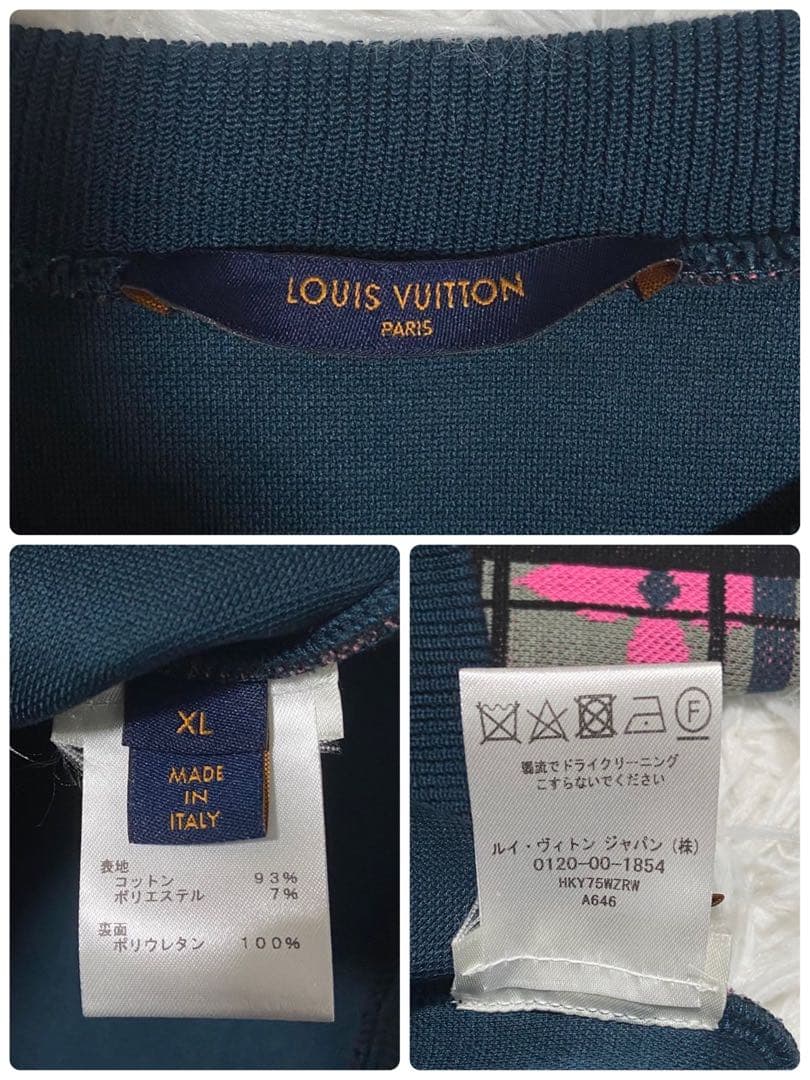 LOUIS VUITTON
PARIS
XL
MADE
IN
ITALY
表地
コットン 93%
ポリエステル 7%
裏面
ポリウレタン 100%
F
弱流でドライクリーニング
こすらないでください
ルイ・ヴィトン ジャパン (株)
0120-00-1854
HKY75WZRW
A646